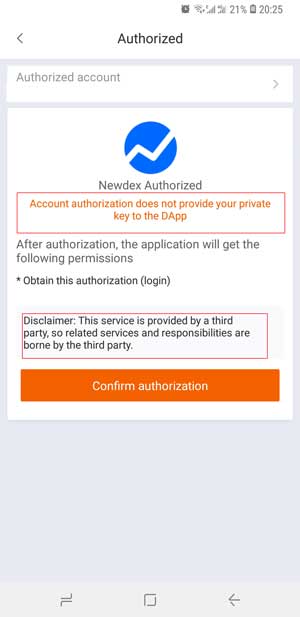 21% 20:25
Authorized
Authorized account
Newdex Authorized
Account authorization does not provide your private
key to the DApp
After authorization, the application will get the
following permissions
* Obtain this authorization (login)
Disclaimer: This service is provided by a third
party, so related services and responsibilities are
borne by the third party.
Confirm authorization